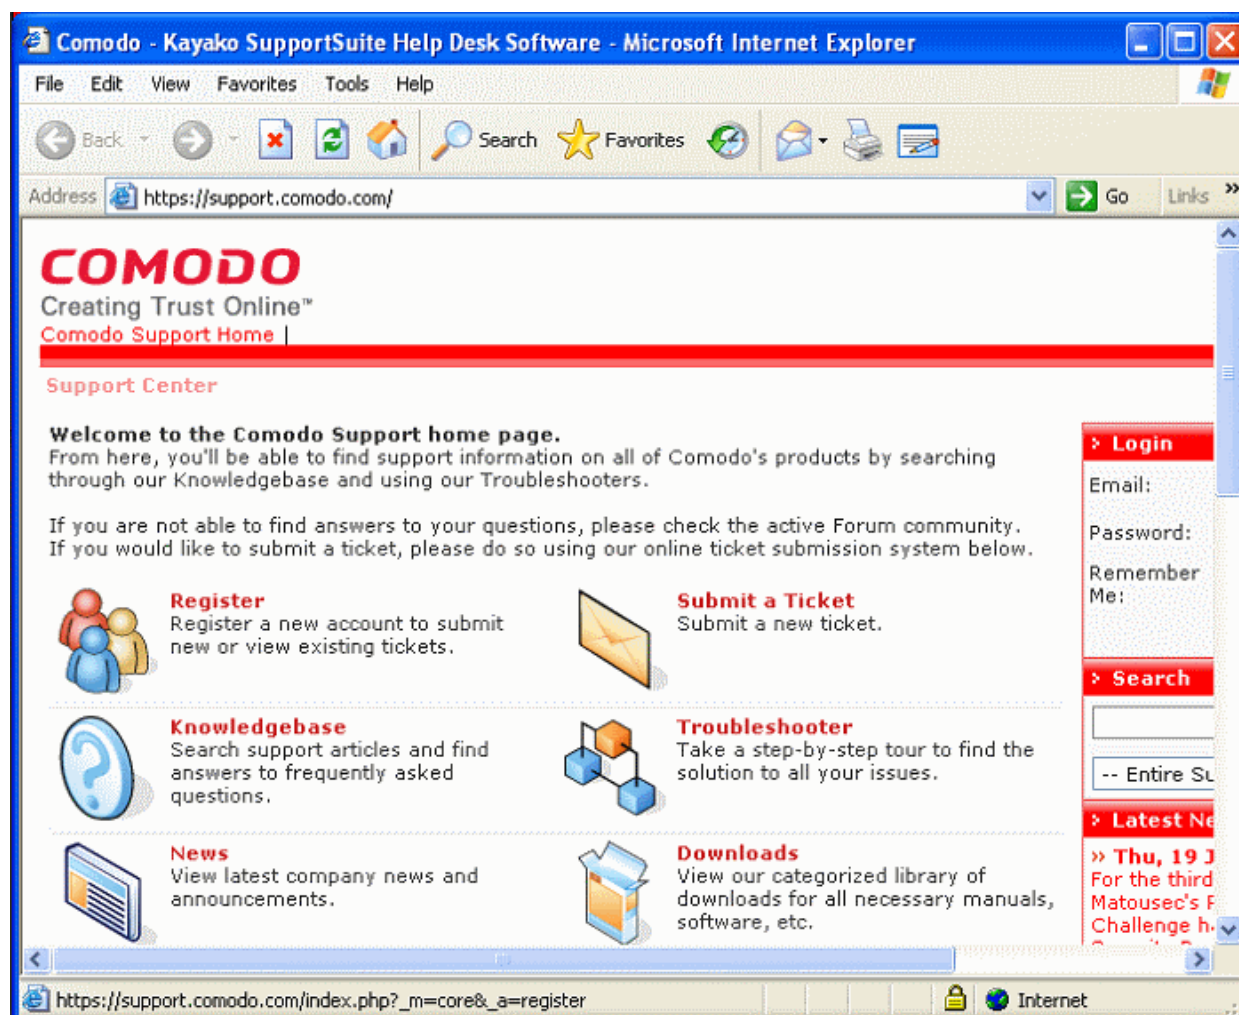 Comodo - Kayako SupportSuite Help Desk Software - Microsoft Internet Explorer
File Edit View Favorites Tools Help
Back Search Favorites
Address https://support.comodo.com/ Go Links »
COMODO
Creating Trust Online™
Comodo Support Home |
Support Center
Welcome to the Comodo Support home page.
From here, you'll be able to find support information on all of Comodo's products by searching
through our Knowledgebase and using our Troubleshooters.
If you are not able to find answers to your questions, please check the active Forum community.
If you would like to submit a ticket, please do so using our online ticket submission system below.
Register
Register a new account to submit
new or view existing tickets.
Submit a Ticket
Submit a new ticket.
Knowledgebase
Search support articles and find
answers to frequently asked
questions.
Troubleshooter
Take a step-by-step tour to find the
solution to all your issues.
News
View latest company news and
announcements.
Downloads
View our categorized library of
downloads for all necessary manuals,
software, etc.
Login
Email:
Password:
Remember
Me:
Search
-- Entire Su
Latest Ne
» Thu, 19 J
For the third
Matousec's
Challenge
https://support.comodo.com/index.php?_m=core&_a=register Internet